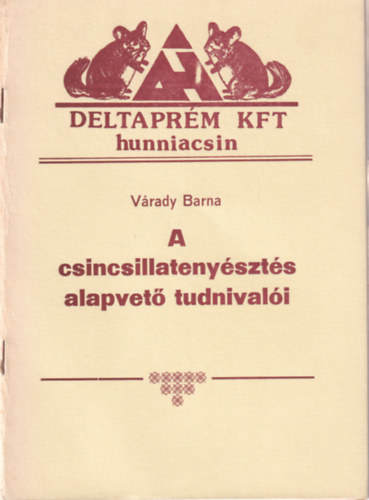 DELTAPRÉM KFT
hunniacsin
Várady Barna
A
csincsillatenyésztés
alapvető tudnivalói